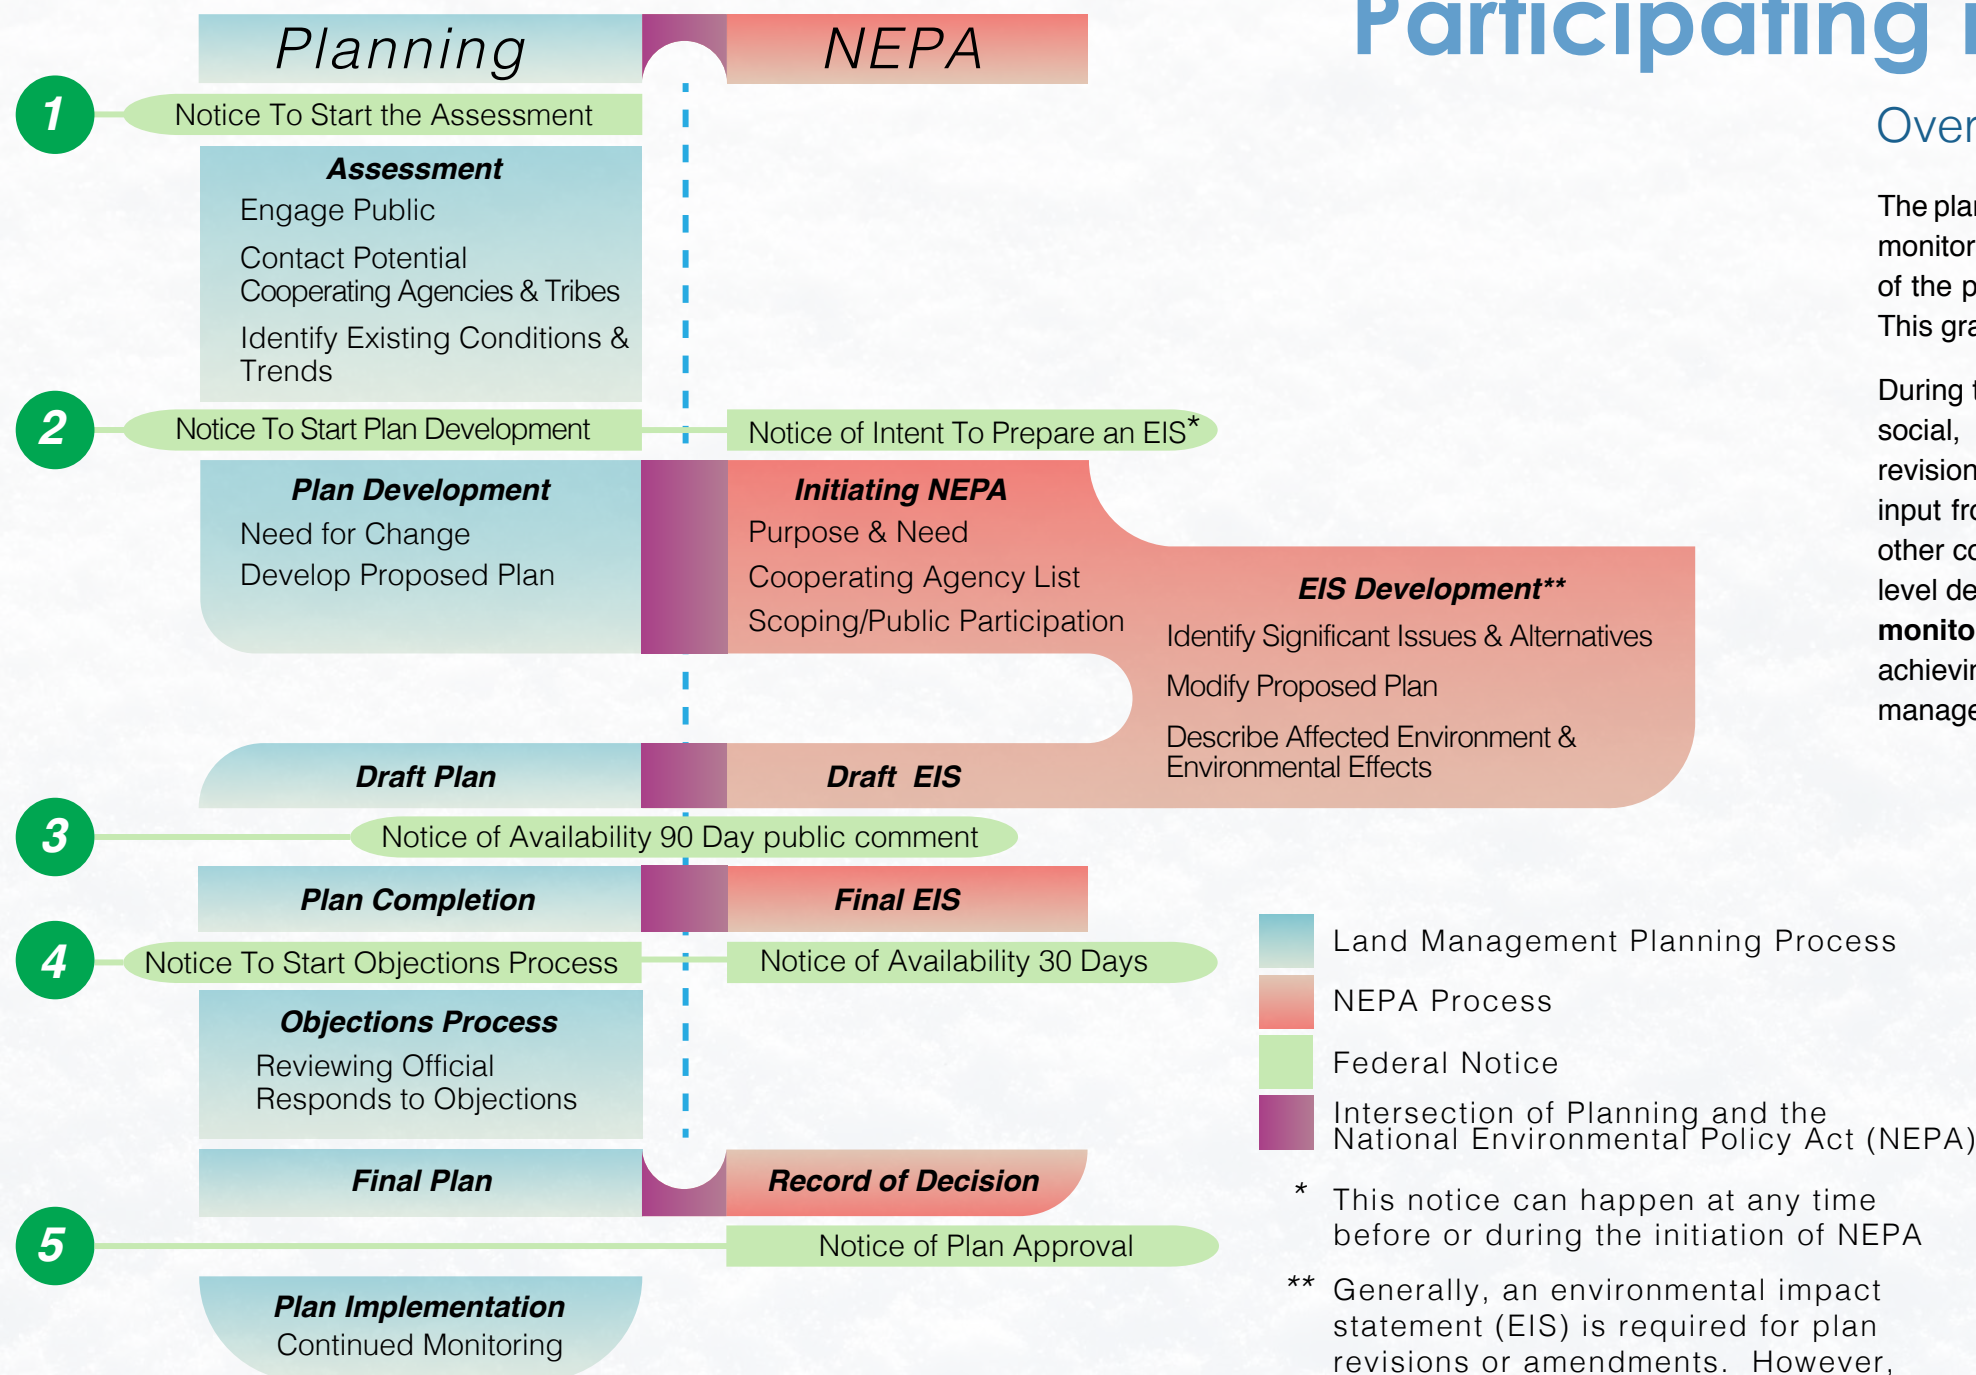 Planning
NEPA
1
Notice To Start the Assessment
Assessment
Engage Public
Contact Potential
Cooperating Agencies & Tribes
Identify Existing Conditions &
Trends
2
Notice To Start Plan Development
Notice of Intent To Prepare an EIS*
Plan Development
Need for Change
Develop Proposed Plan
Initiating NEPA
Purpose & Need
Cooperating Agency List
Scoping/Public Participation
EIS Development**
Identify Significant Issues & Alternatives
Modify Proposed Plan
Describe Affected Environment &
Environmental Effects
Draft Plan
Draft EIS
3
Notice of Availability 90 Day public comment
Plan Completion
Final EIS
4
Notice To Start Objections Process
Notice of Availability 30 Days
Objections Process
Reviewing Official
Responds to Objections
Final Plan
Record of Decision
5
Notice of Plan Approval
Plan Implementation
Continued Monitoring
Participating
Over
The plan
monitor
of the p
This gra
During t
social,
revision
input fro
other co
level de
monito
achievin
manage
Land Management Planning Process
NEPA Process
Federal Notice
Intersection of Planning and the
National Environmental Policy Act (NEPA)
* This notice can happen at any time
before or during the initiation of NEPA
** Generally, an environmental impact
statement (EIS) is required for plan
revisions or amendments. However,